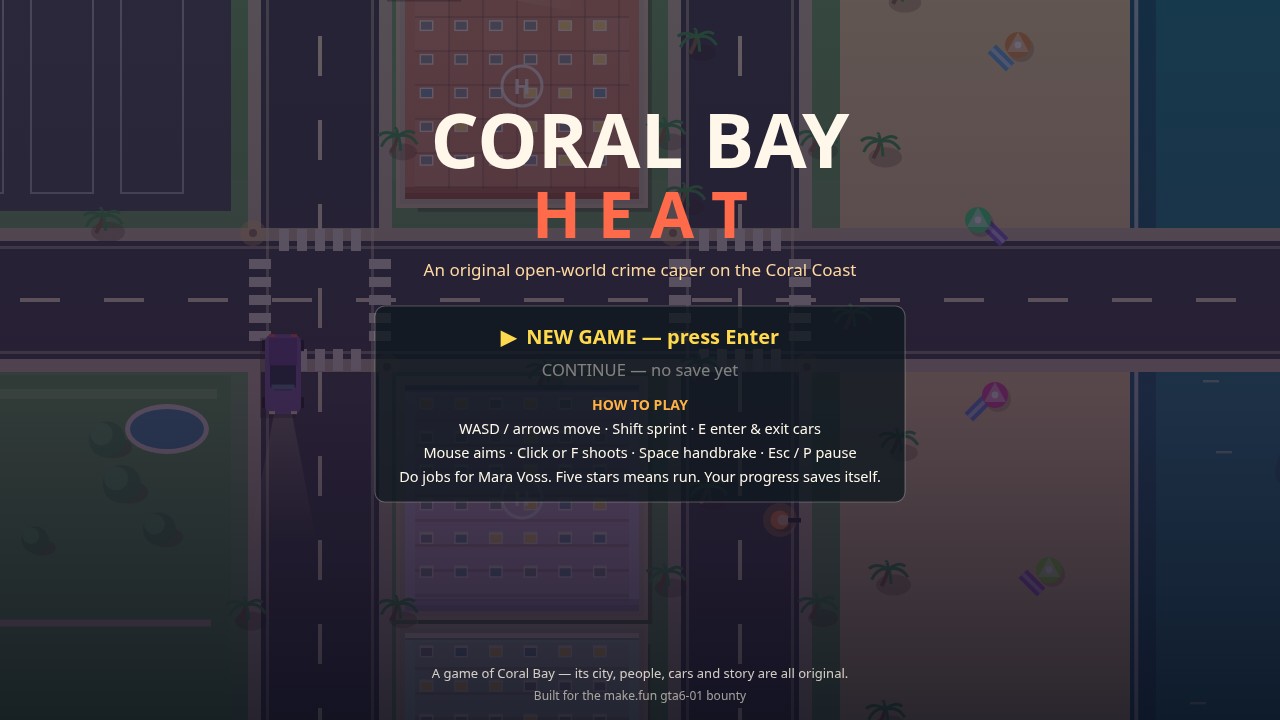 H
CORAL BAY
HEAT
An original open-world crime caper on the Coral Coast
▶ NEW GAME — press Enter
CONTINUE — no save yet
HOW TO PLAY
WASD / arrows move · Shift sprint · E enter & exit cars
Mouse aims · Click or F shoots · Space handbrake · Esc / P pause
Do jobs for Mara Voss. Five stars means run. Your progress saves itself.
H
A game of Coral Bay — its city, people, cars and story are all original.
Built for the make.fun gta6-01 bounty